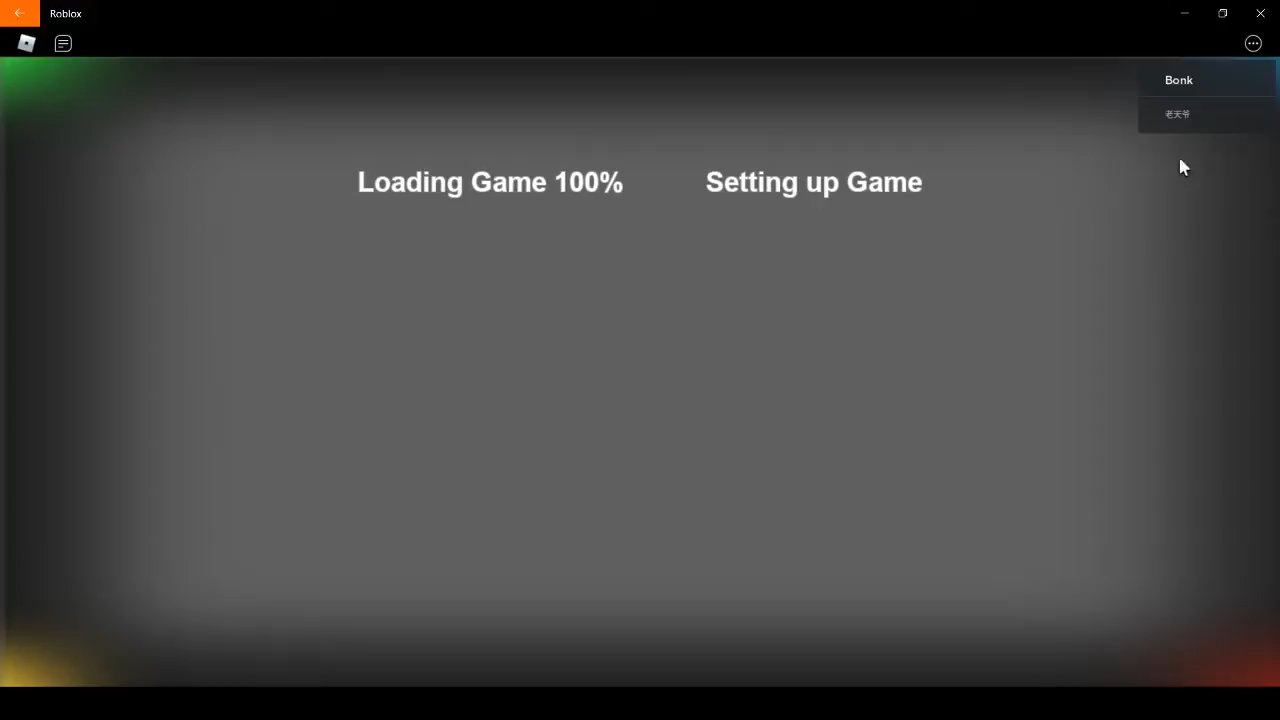 Roblox
Bonk
老天爷
Loading Game 100%
Setting up Game